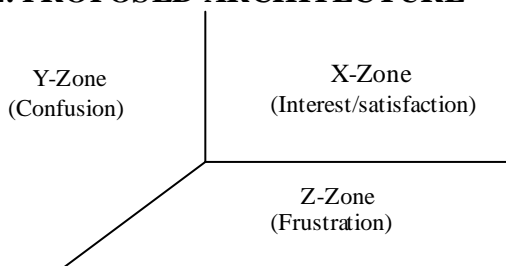 PROPOSED ARCHITECTURE
Y-Zone
(Confusion)
X-Zone
(Interest/satisfaction)
Z-Zone
(Frustration)